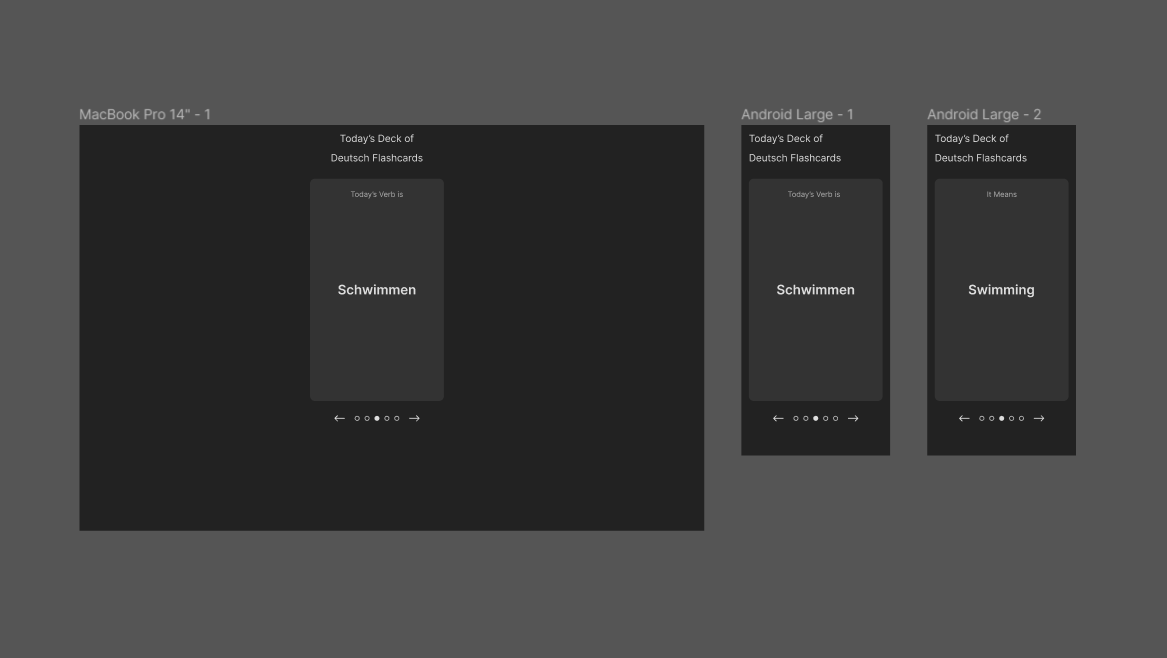 MacBook Pro 14" - 1
Today's Deck of
Deutsch Flashcards
Today's Verb is
Schwimmen
Android Large - 1
Today's Deck of
Deutsch Flashcards
Today's Verb is
Schwimmen
Android Large - 2
Today's Deck of
Deutsch Flashcards
It Means
Swimming